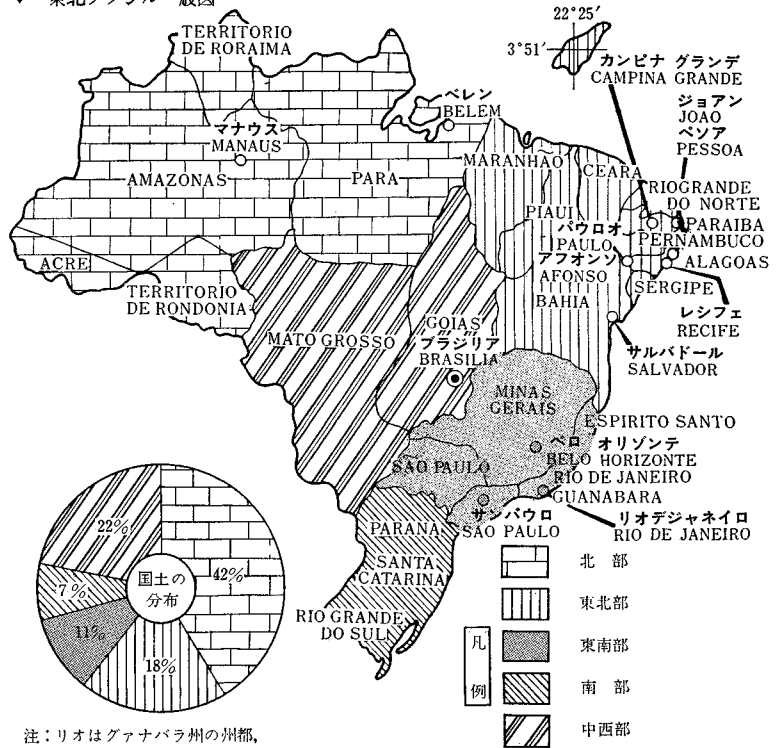 東北ブラジル一般図
22°25′
3°51′
TERRITORIO
DE RORAIMA
カンピナ グランデ
CAMPINA GRANDE
ジョアン
JOAO
ペソア
PESSOA
ベレン
BELEM
マナウス
MANAUS
MARANHAO
CEARA
AMAZONAS
PARA
RIOGRANDE
DO NORTE
PIAUI
PARAIBA
パウロオ
PAULO
PERNAMBUCO
アフォンソ
AFONSO
ALAGOAS
ACRE
SERGIPE
BAHIA
TERRITORIO
DE RONDONIA
レシフェ
RECIFE
GOIAS
MATO GROSSO
ブラジリア
BRASILIA
サルバドール
SALVADOR
MINAS
GERAIS
ESPIRITO SANTO
ベロ オリゾンテ
BELO HORIZONTE
SAO PAULO
RIO DE JANEIRO
GUANABARA
サンパウロ
SAO PAULO
リオデジャネイロ
RIO DE JANEIRO
PARANA
SANTA
CATARINA
RIO GRANDE
DO SUL
国土の
分布
42%
22%
7%
11%
18%
凡
例
北部
東北部
東南部
南部
中西部
注:リオはグァナバラ州の州都,